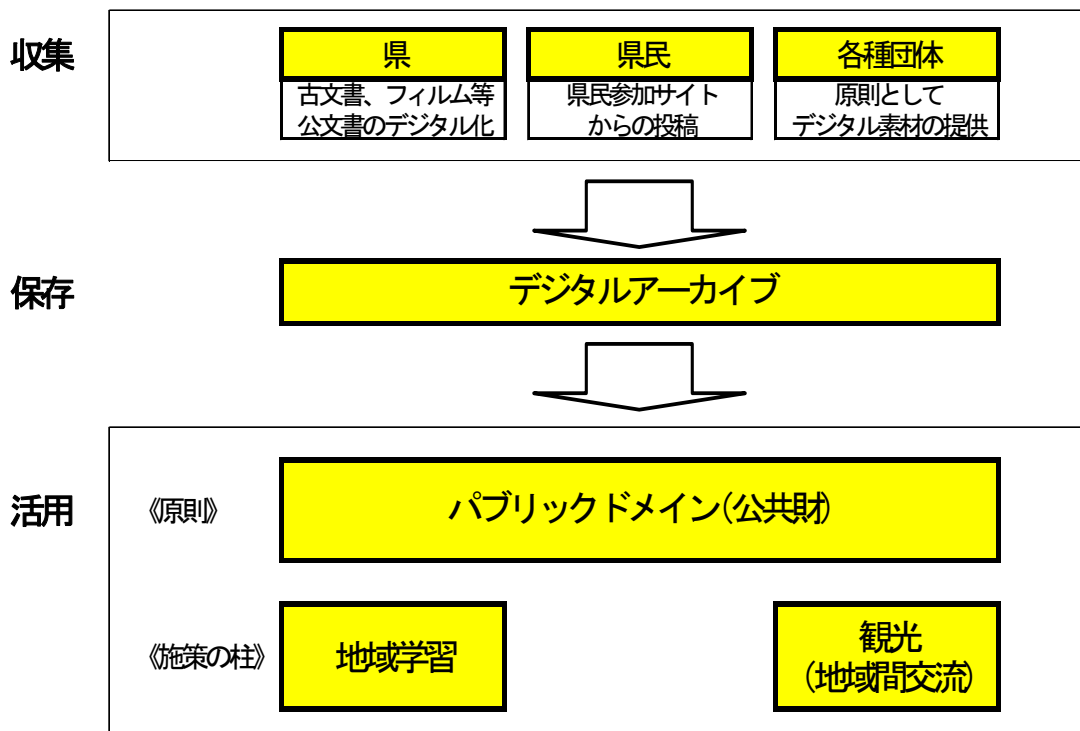 収集
県
県民
各種団体
古文書、フィルム等
公文書のデジタル化
県民参加サイト
からの投稿
原則として
デジタル素材の提供
保存
デジタルアーカイブ
活用
《原則》
パブリックドメイン(公共財)
《施策の柱》
地域学習
観光
(地域間交流)